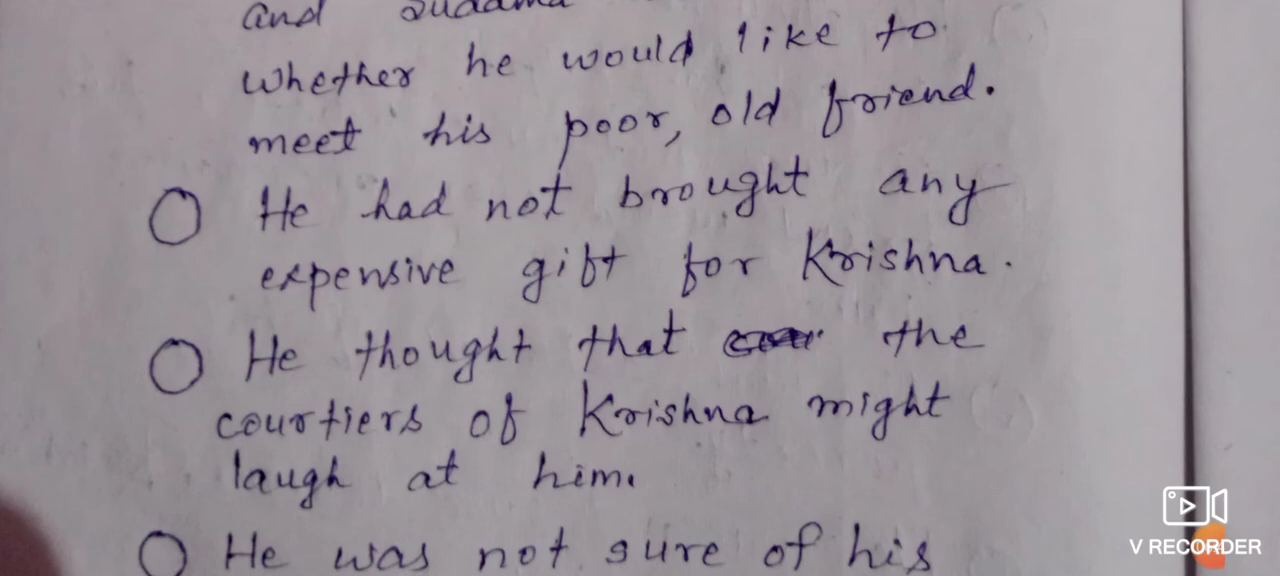 and Sudama
whether he would like to
meet his poor, old friend.
He had not brought any
expensive gift for Krishna.
He thought that the
courtiers of Krishna might
laugh at him.
He was not sure of his
V RECORDER